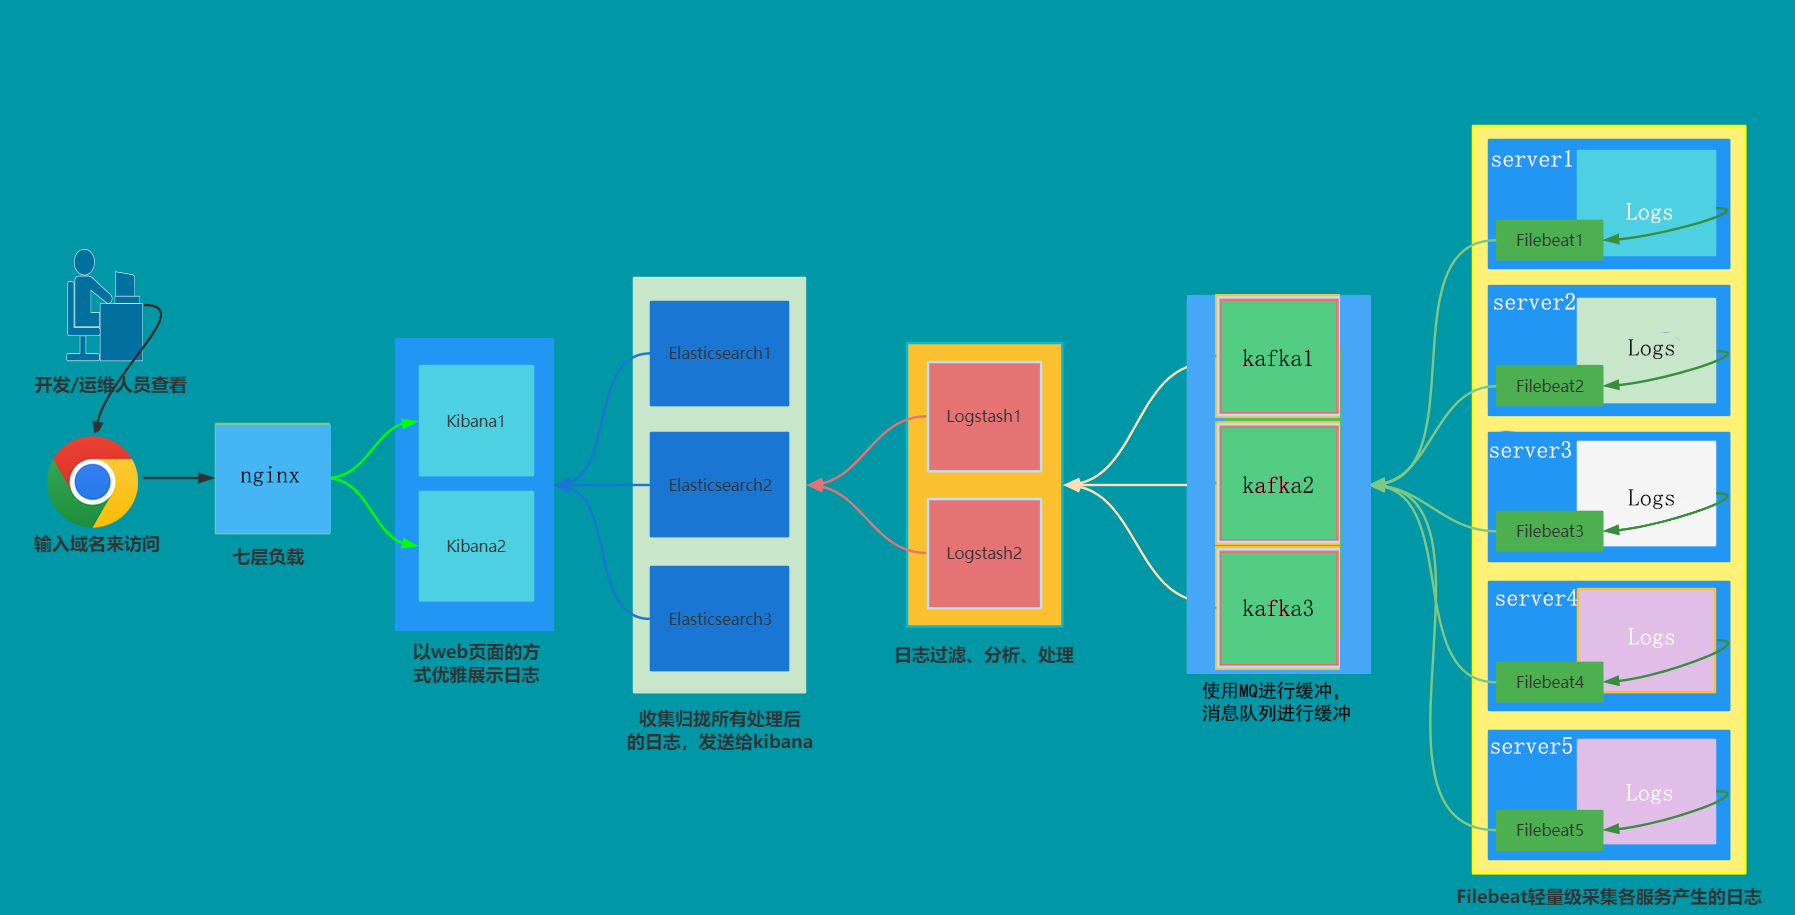 开发/运维人员查看
输入域名来访问
nginx
七层负载
Kibana1
Kibana2
以web页面的方
式优雅展示日志
Elasticsearch1
Elasticsearch2
Elasticsearch3
收集归拢所有处理后
的日志，发送给kibana
Logstash1
Logstash2
日志过滤、分析、处理
kafka1
kafka2
kafka3
使用MQ进行缓冲，
消息队列进行缓冲
server1
Logs
Filebeat1
server2
Logs
Filebeat2
server3
Logs
Filebeat3
server4
Logs
Filebeat4
server5
Logs
Filebeat5
Filebeat轻量级采集各服务产生的日志